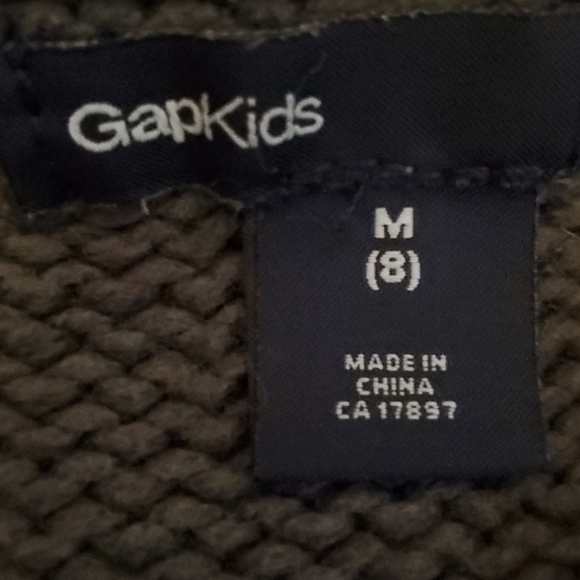 GapKids
M
(8)
MADE IN
CHINA
CA 17897